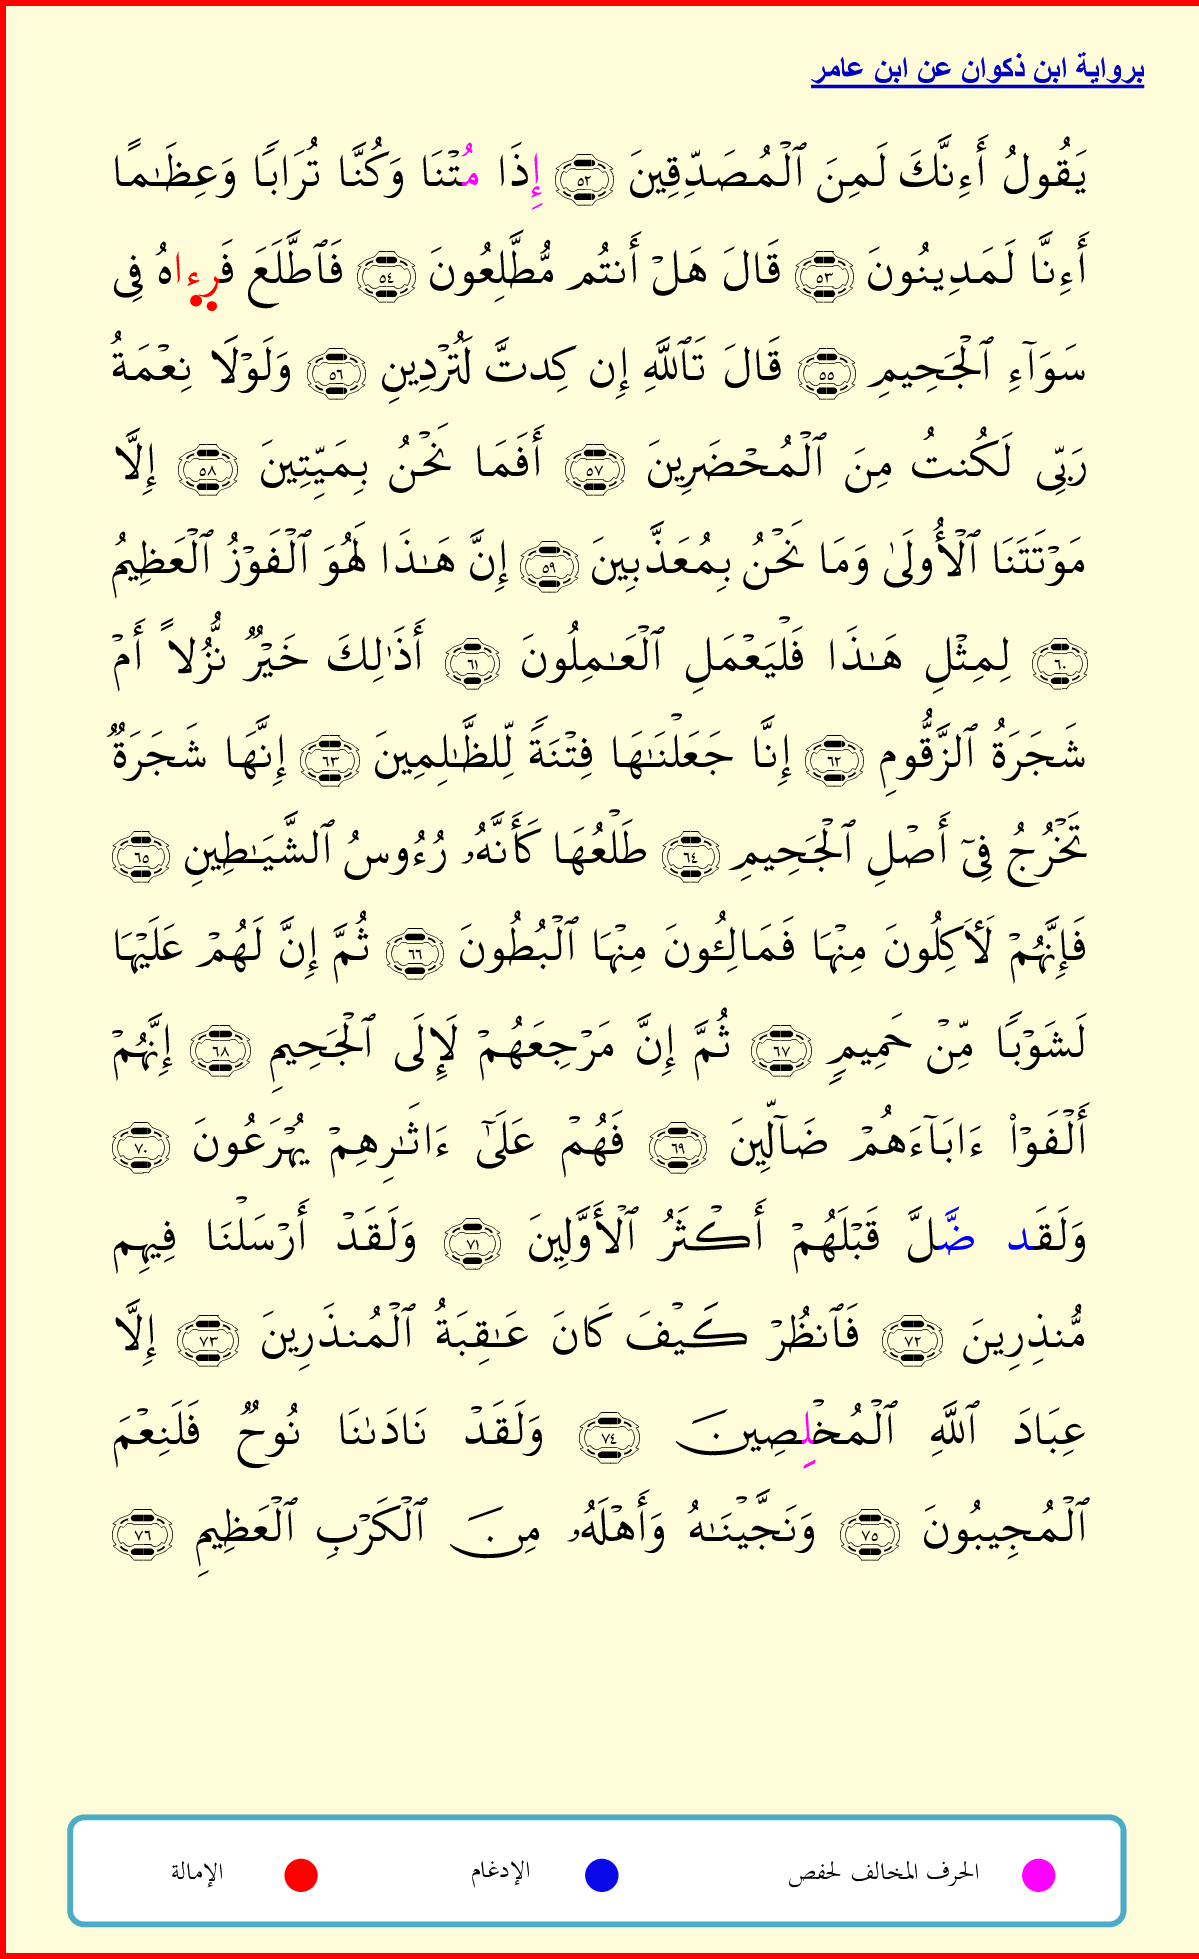 برواية ابن ذكوان عن ابن عامر
يَقُولُ أَءِنَّكَ لَمِنَ ٱلْمُصَدِّقِينَ ٥٢ إِذَا مُتْنَا وَكُنَّا تُرَابًا وَعِظَٰمًا
أَءِنَّا لَمَدِينُونَ ٥٣ قَالَ هَلْ أَنتُم مُّطَّلِعُونَ ٥٤ فَٱطَّلَعَ فَرِءاهُ فِى
سَوَآءِ ٱلْجَحِيمِ ٥٥ قَالَ تَٱللَّهِ إِن كِدتَّ لَتُرْدِينِ ٥٦ وَلَوْلَا نِعْمَةُ
رَبِّى لَكُنتُ مِنَ ٱلْمُحْضَرِينَ ٥٧ أَفَمَا نَحْنُ بِمَيِّتِينَ ٥٨ إِلَّا
مَوْتَتَنَا ٱلْأُولَىٰ وَمَا نَحْنُ بِمُعَذَّبِينَ ٥٩ إِنَّ هَٰذَا لَهُوَ ٱلْفَوْزُ ٱلْعَظِيمُ
٦٠ لِمِثْلِ هَٰذَا فَلْيَعْمَلِ ٱلْعَٰمِلُونَ ٦١ أَذَٰلِكَ خَيْرٌ نُّزُلاً أَمْ
شَجَرَةُ ٱلزَّقُّومِ ٦٢ إِنَّا جَعَلْنَٰهَا فِتْنَةً لِّلظَّٰلِمِينَ ٦٣ إِنَّهَا شَجَرَةٌ
تَخْرُجُ فِىٓ أَصْلِ ٱلْجَحِيمِ ٦٤ طَلْعُهَا كَأَنَّهُۥ رُءُوسُ ٱلشَّيَٰطِينِ ٦٥
فَإِنَّهُمْ لَأَكِلُونَ مِنْهَا فَمَالِـُٔونَ مِنْهَا ٱلْبُطُونَ ٦٦ ثُمَّ إِنَّ لَهُمْ عَلَيْهَا
لَشَوْبًا مِّنْ حَمِيمٍ ٦٧ ثُمَّ إِنَّ مَرْجِعَهُمْ لَإِلَى ٱلْجَحِيمِ ٦٨ إِنَّهُمْ
أَلْفَوْا۟ ءَابَآءَهُمْ ضَآلِّينَ ٦٩ فَهُمْ عَلَىٰٓ ءَاثَٰرِهِمْ يُهْرَعُونَ ٧٠
وَلَقَد ضَّلَّ قَبْلَهُمْ أَكْثَرُ ٱلْأَوَّلِينَ ٧١ وَلَقَدْ أَرْسَلْنَا فِيهِم
مُّنذِرِينَ ٧٢ فَٱنظُرْ كَيْفَ كَانَ عَٰقِبَةُ ٱلْمُنذَرِينَ ٧٣ إِلَّا
عِبَادَ ٱللَّهِ ٱلْمُخْلِصِينَ ٧٤ وَلَقَدْ نَادَىٰنَا نُوحٌ فَلَنِعْمَ
ٱلْمُجِيبُونَ ٧٥ وَنَجَّيْنَٰهُ وَأَهْلَهُۥ مِنَ ٱلْكَرْبِ ٱلْعَظِيمِ ٧٦
الحرف المخالف لحفص الإدغام الإمالة